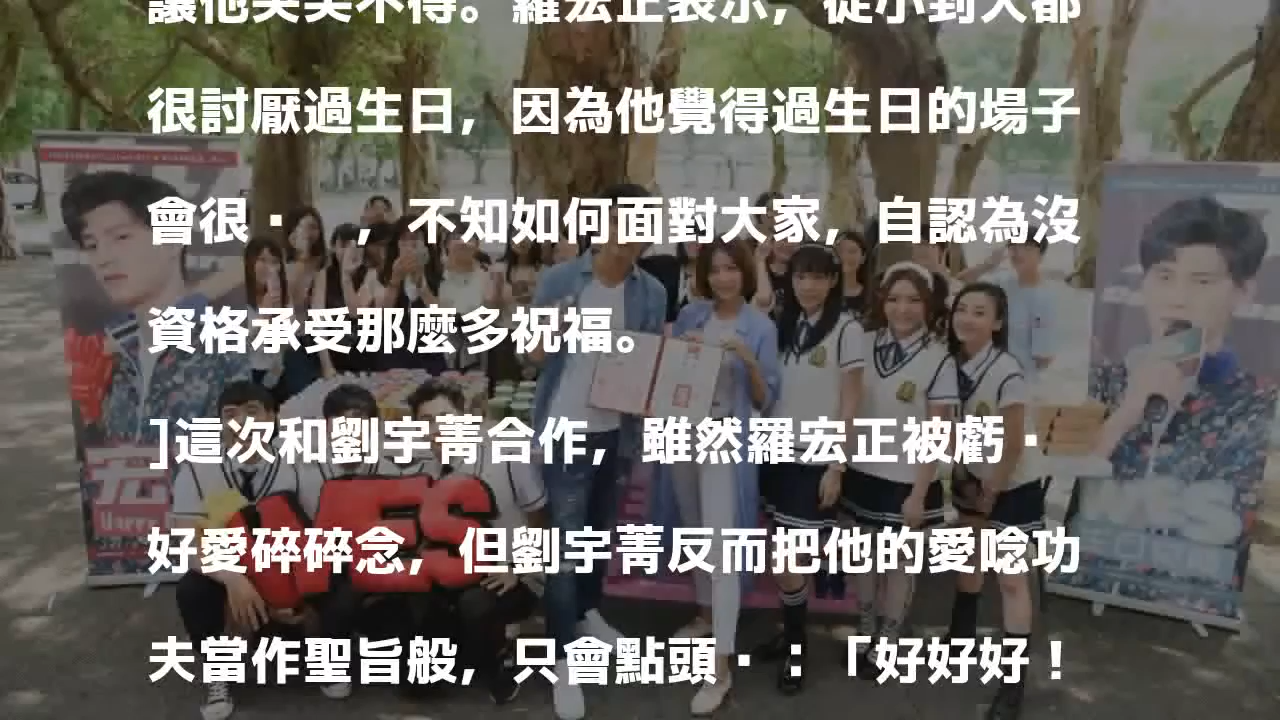 讓他哭笑不得。羅宏正表示，從小到大都
很討厭過生日，因為他覺得過生日的場子
會很· ，不知如何面對大家，自認為沒
資格承受那麼多祝福。
]這次和劉宇菁合作，雖然羅宏正被虧·
好愛碎碎念，但劉宇菁反而把他的愛唸功
夫當作聖旨般，只會點頭· ：「好好好！